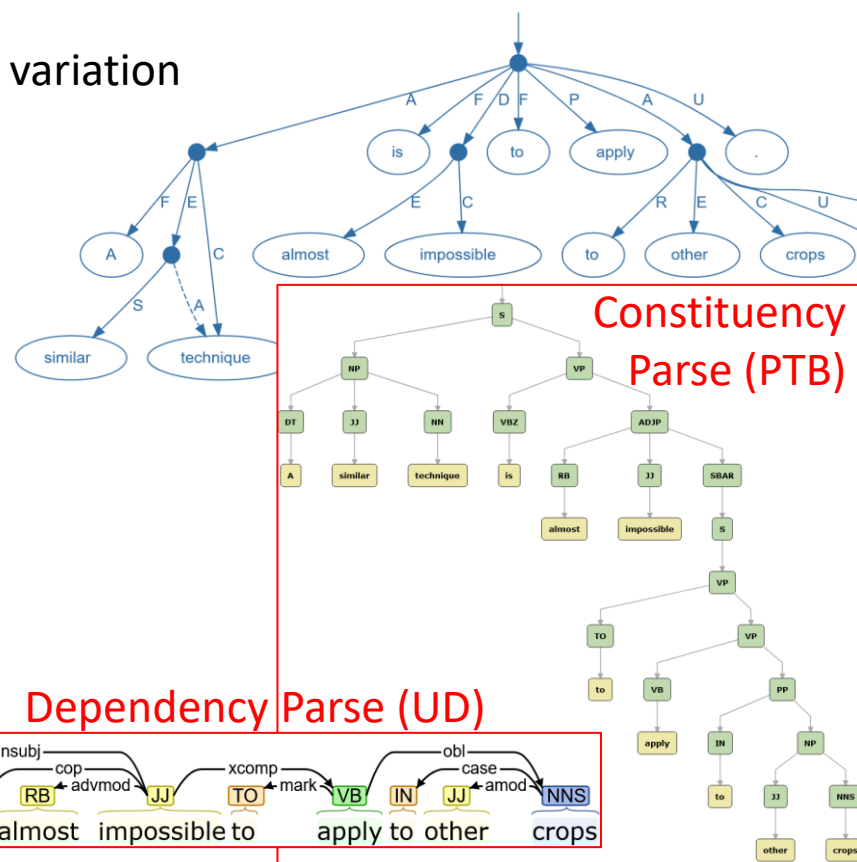 variation
A F D F P A U
is to apply .
F E C E C R E C U
A almost impossible to other crops
S A
similar technique
Constituency
Parse (PTB)
S
NP VP
DT JJ NN VBZ ADJP
A similar technique is RB JJ SBAR
almost impossible S
VP
TO VP
to VB PP
apply IN NP
to JJ NNS
other crops
Dependency Parse (UD)
nsubj obl
cop xcomp case
advmod mark amod
RB JJ TO VB IN JJ NNS
almost impossible to apply to other crops